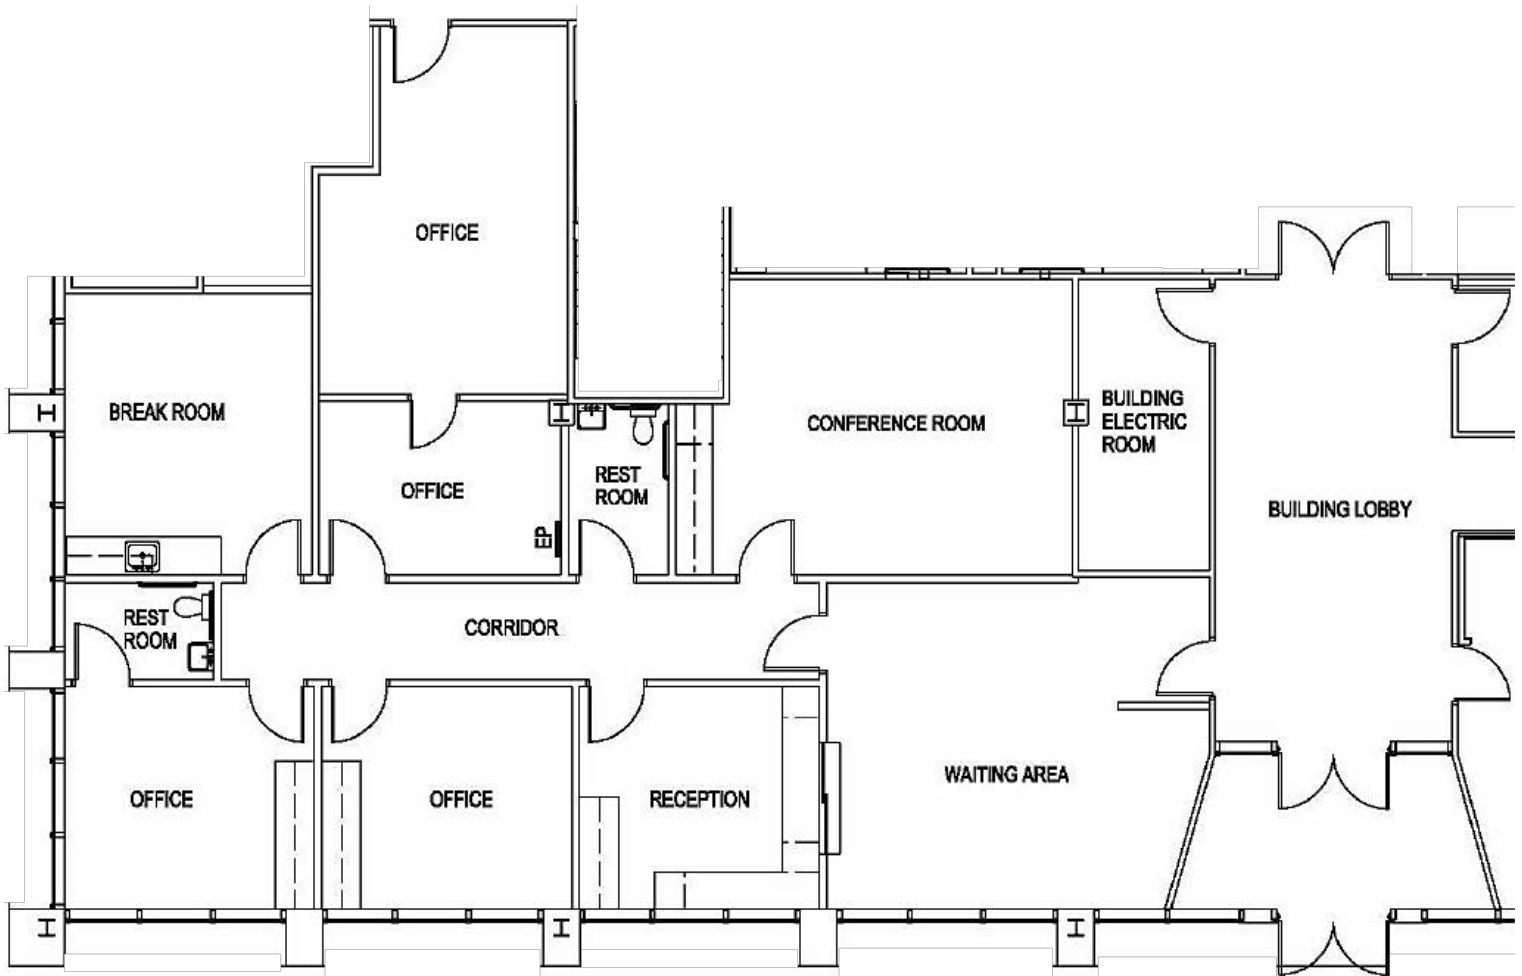 OFFICE
BREAK ROOM
OFFICE
EP
REST
ROOM
CONFERENCE ROOM
BUILDING
ELECTRIC
ROOM
BUILDING LOBBY
REST
ROOM
CORRIDOR
OFFICE
OFFICE
RECEPTION
WAITING AREA